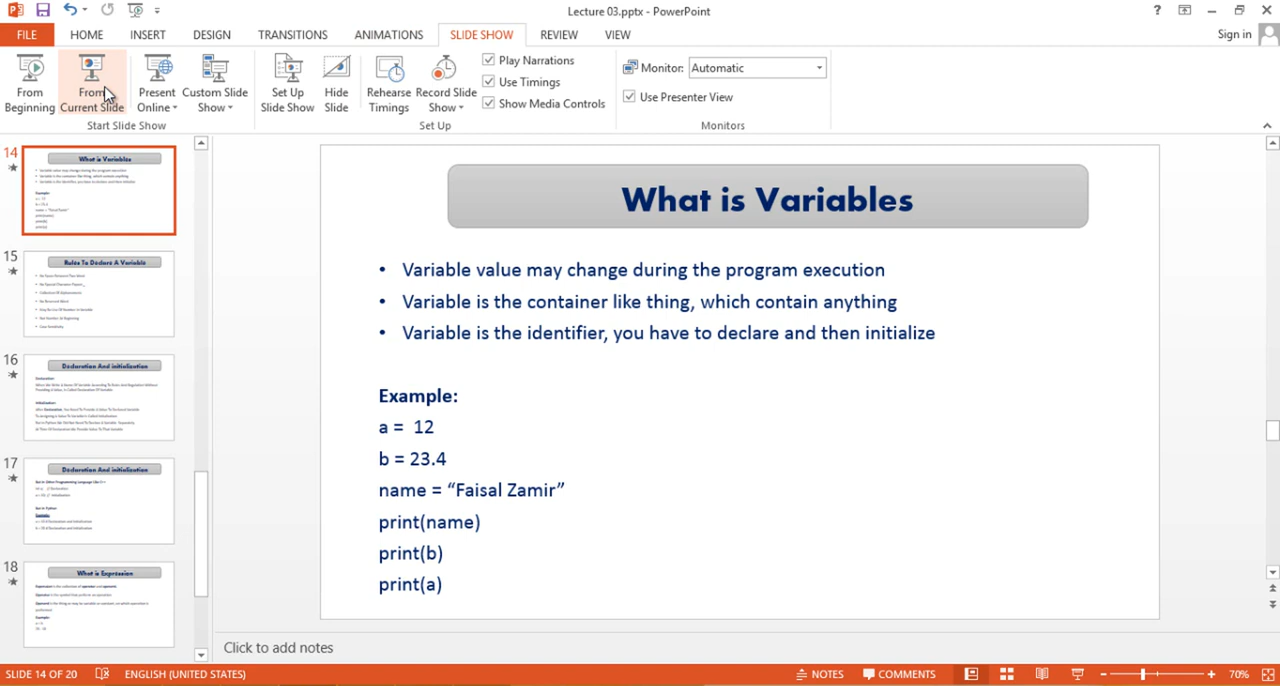 Lecture 03.pptx - PowerPoint
?
FILE HOME INSERT DESIGN TRANSITIONS ANIMATIONS SLIDE SHOW REVIEW VIEW Sign in
From Beginning
From Current Slide
Present Online
Custom Slide Show
Start Slide Show
Set Up Slide Show
Hide Slide
Rehearse Timings
Record Slide Show
Play Narrations
Use Timings
Show Media Controls
Set Up
Monitor: Automatic
Use Presenter View
Monitors
14
What is Variables
15
Rules To Declare A Variable
16
Declaration And initialization
17
Declaration And initialization
18
What is Expression
What is Variables
• Variable value may change during the program execution
• Variable is the container like thing, which contain anything
• Variable is the identifier, you have to declare and then initialize
Example:
a = 12
b = 23.4
name = “Faisal Zamir”
print(name)
print(b)
print(a)
Click to add notes
SLIDE 14 OF 20 ENGLISH (UNITED STATES) NOTES COMMENTS 70%